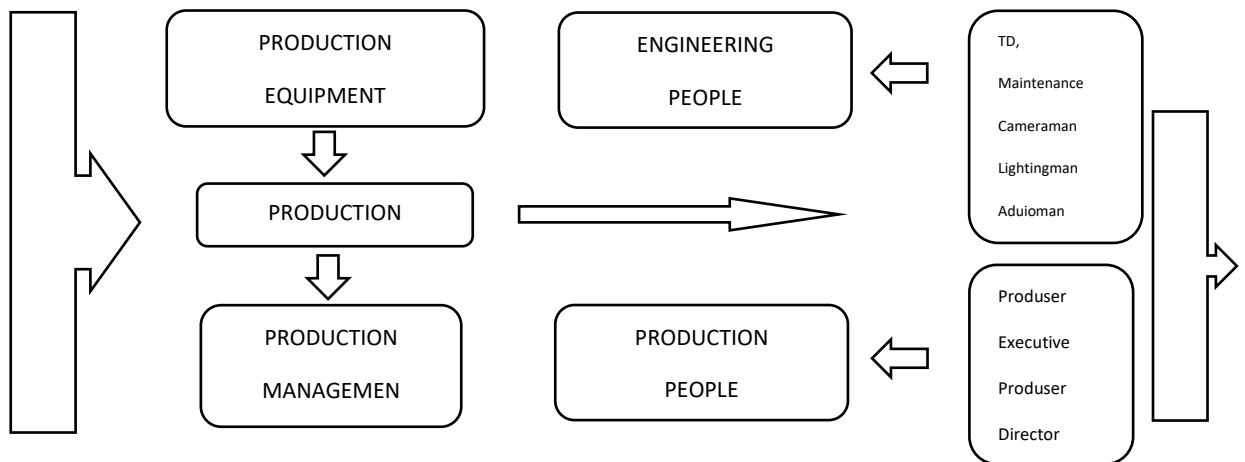 PRODUCTION
EQUIPMENT
PRODUCTION
PRODUCTION
MANAGEMEN
ENGINEERING
PEOPLE
PRODUCTION
PEOPLE
TD,
Maintenance
Cameraman
Lightingman
Aduioman
Produser
Executive
Produser
Director